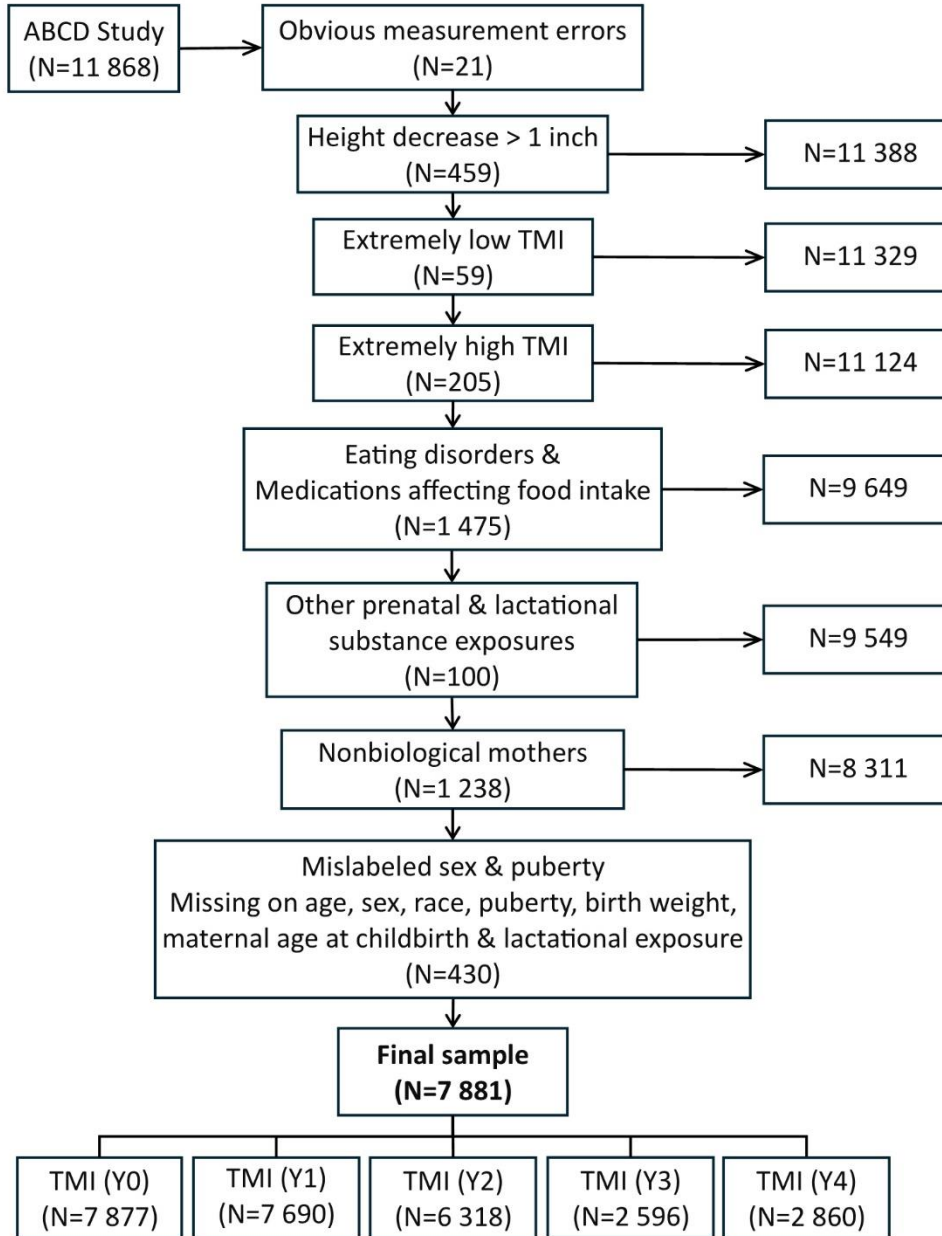 ABCD Study
(N=11 868)
Obvious measurement errors
(N=21)
Height decrease > 1 inch
(N=459)
N=11 388
Extremely low TMI
(N=59)
N=11 329
Extremely high TMI
(N=205)
N=11 124
Eating disorders &
Medications affecting food intake
(N=1 475)
N=9 649
Other prenatal & lactational
substance exposures
(N=100)
N=9 549
Nonbiological mothers
(N=1 238)
N=8 311
Mislabeled sex & puberty
Missing on age, sex, race, puberty, birth weight,
maternal age at childbirth & lactational exposure
(N=430)
Final sample
(N=7 881)
TMI (Y0)
(N=7 877)
TMI (Y1)
(N=7 690)
TMI (Y2)
(N=6 318)
TMI (Y3)
(N=2 596)
TMI (Y4)
(N=2 860)